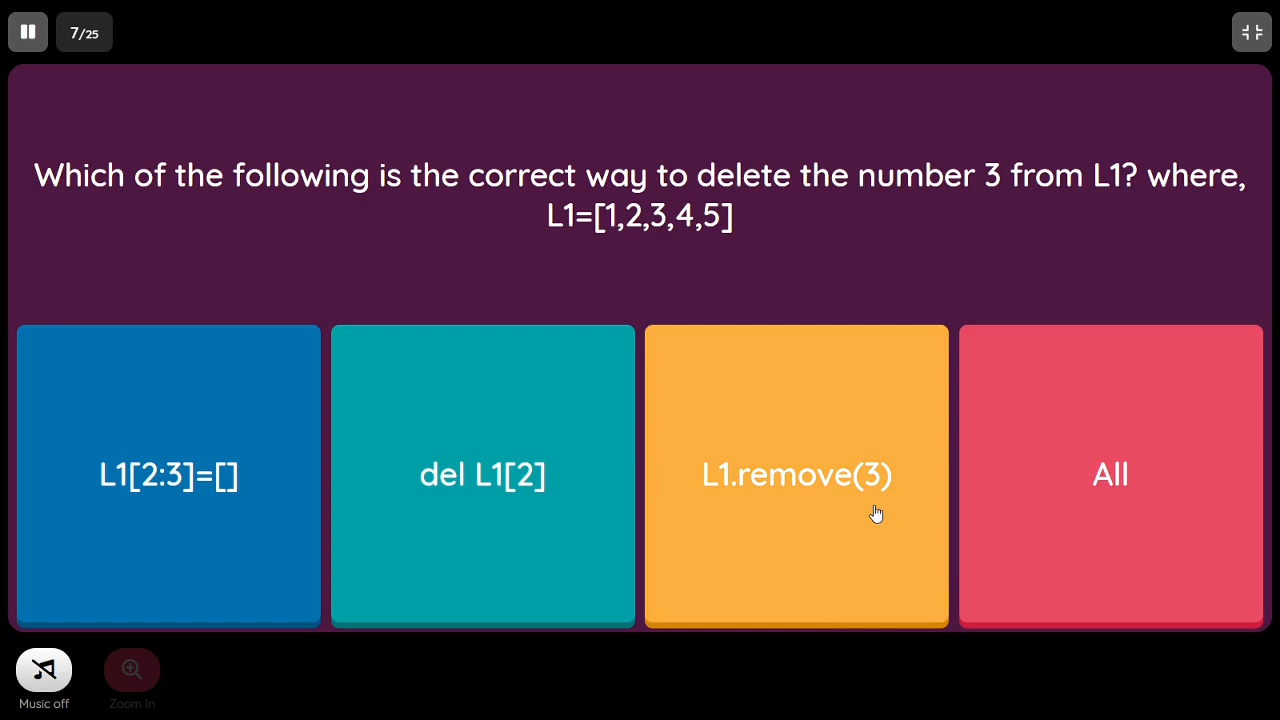 7/25
Which of the following is the correct way to delete the number 3 from L1? where,
L1=[1,2,3,4,5]
L1[2:3]=[]
del L1[2]
L1.remove(3)
All
Music off
Zoom In